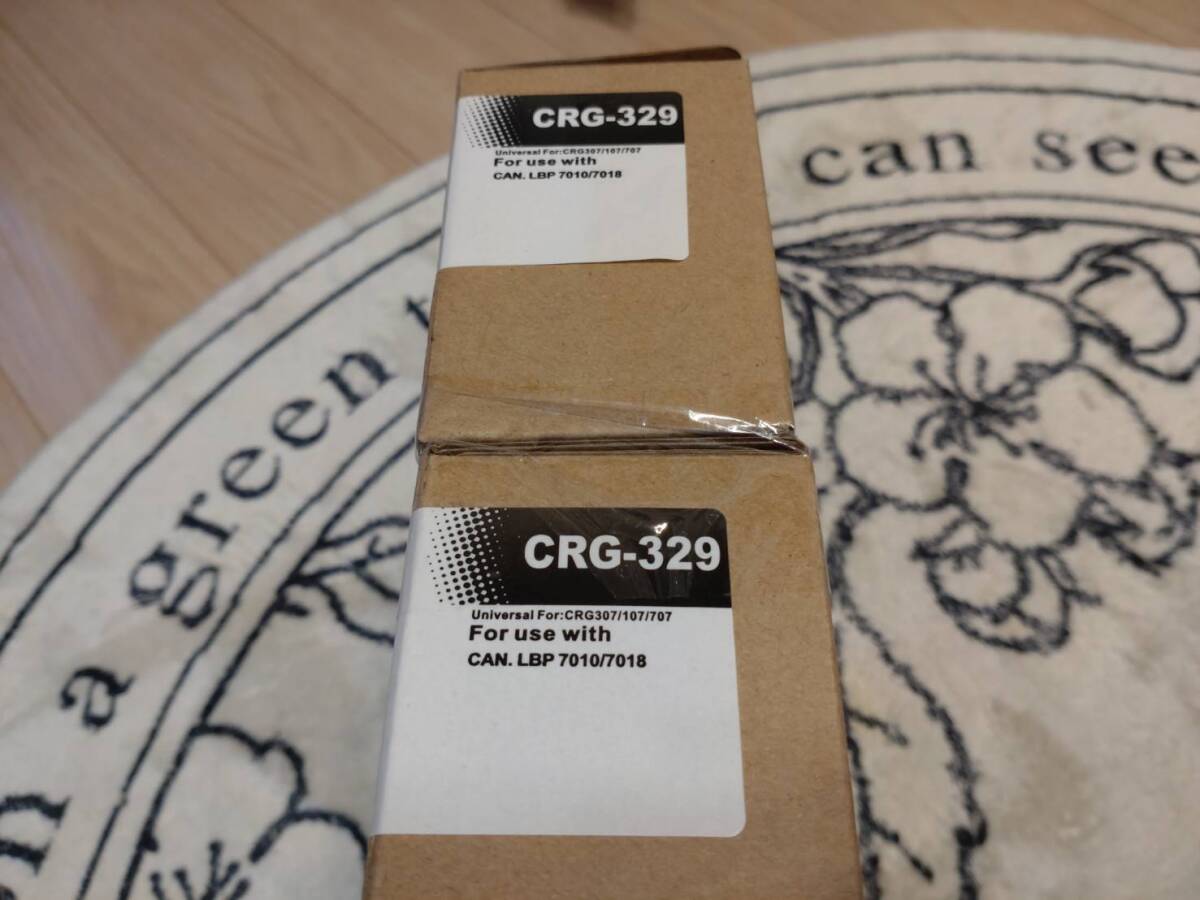 CRG-329
Universal For:CRG307/107/707
For use with
CAN. LBP 7010/7018
CRG-329
Universal For:CRG307/107/707
For use with
CAN. LBP 7010/7018
a green
can see